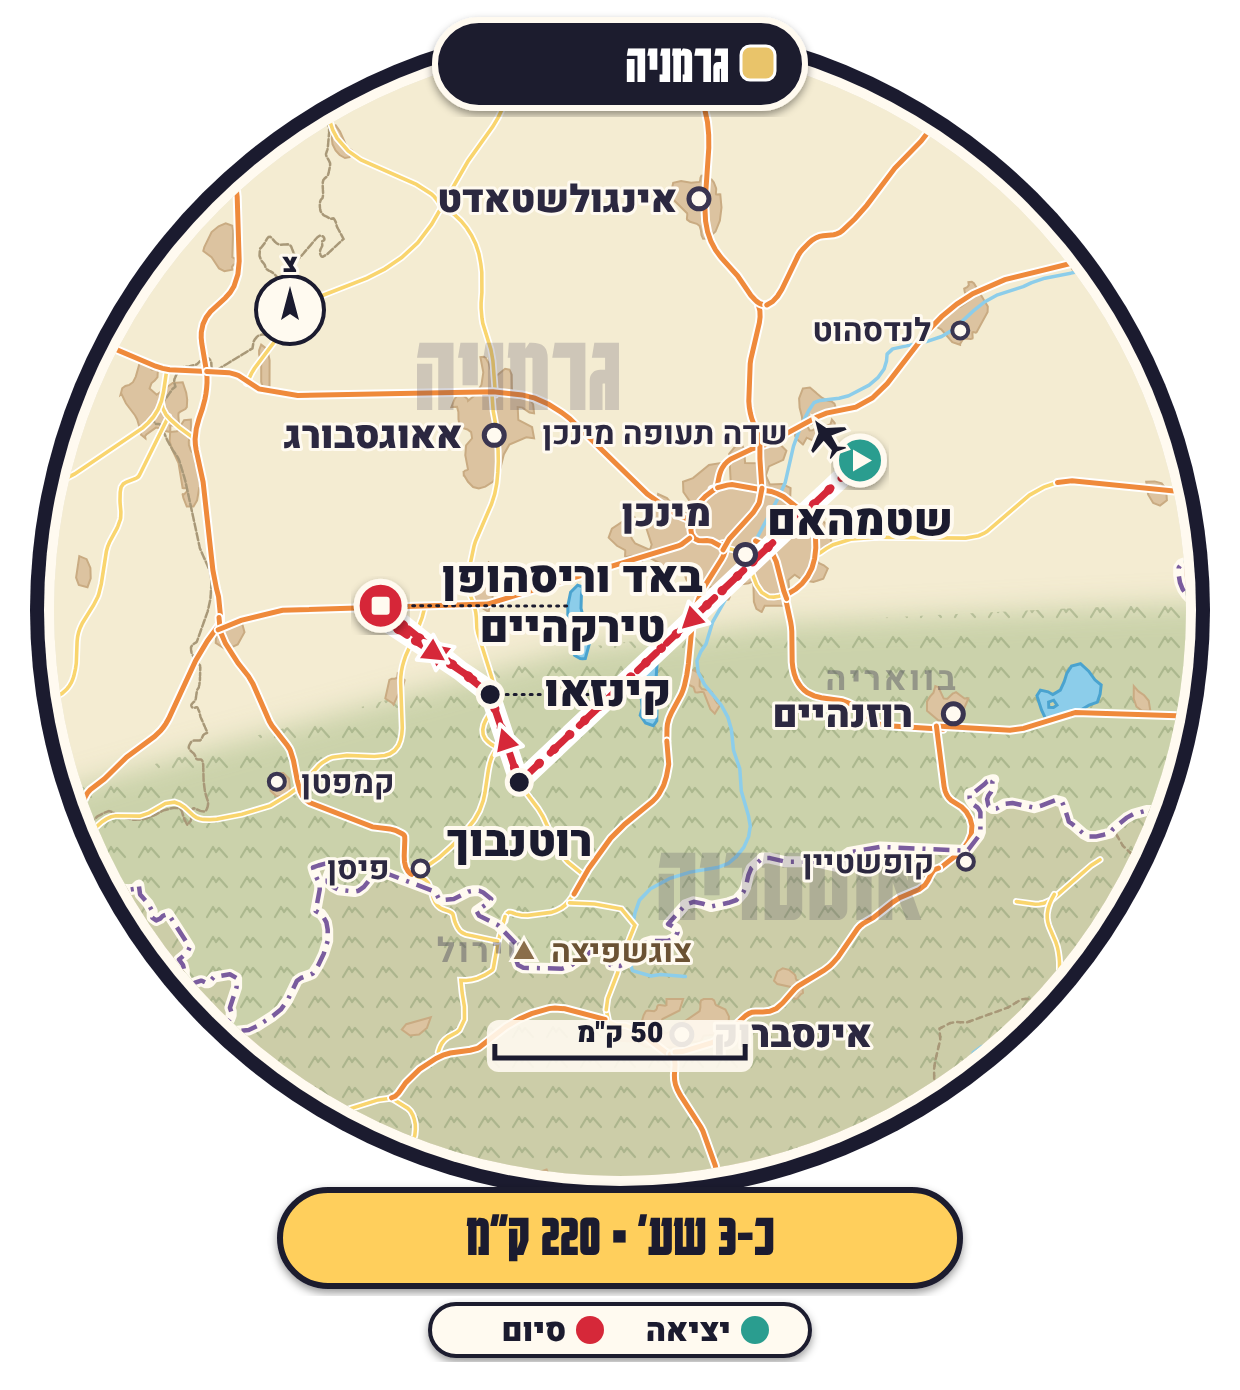 גרמניה
אינגולשטאדט
צ
לנדסהוט
גרמניה
אאוגסבורג
שדה תעופה מינכן
מינכן
שטמהאם
באד וריסהופן
טירקהיים
קינזאו
בוואריה
רוזנהיים
קמפטן
רוטנבוך
פיסן
קופשטיין
אוסטריה
צוגשפיצה
50 ק"מ
אינסברוק
כ-3 שע' ▪ 220 ק"מ
יציאה
סיום